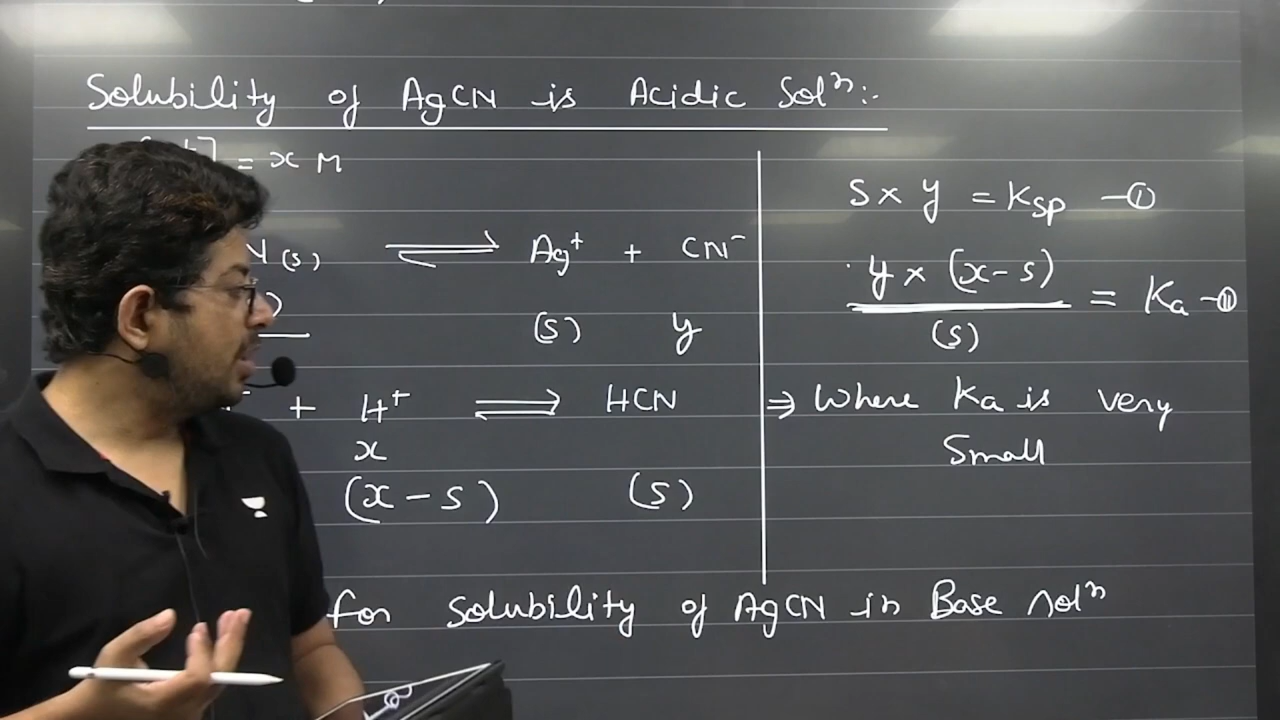 Solubility of AgCN is Acidic Solⁿ:-
= x M
N(s) ⇌ Ag⁺ + CN⁻
(s) y
+ H⁺ ⇌ HCN
x
(x - s) (s)
S × y = Ksp —①
y × (x - s) / (s) = Ka —②
⇒ Where Ka is very
Small
for solubility of AgCN in Base solⁿ